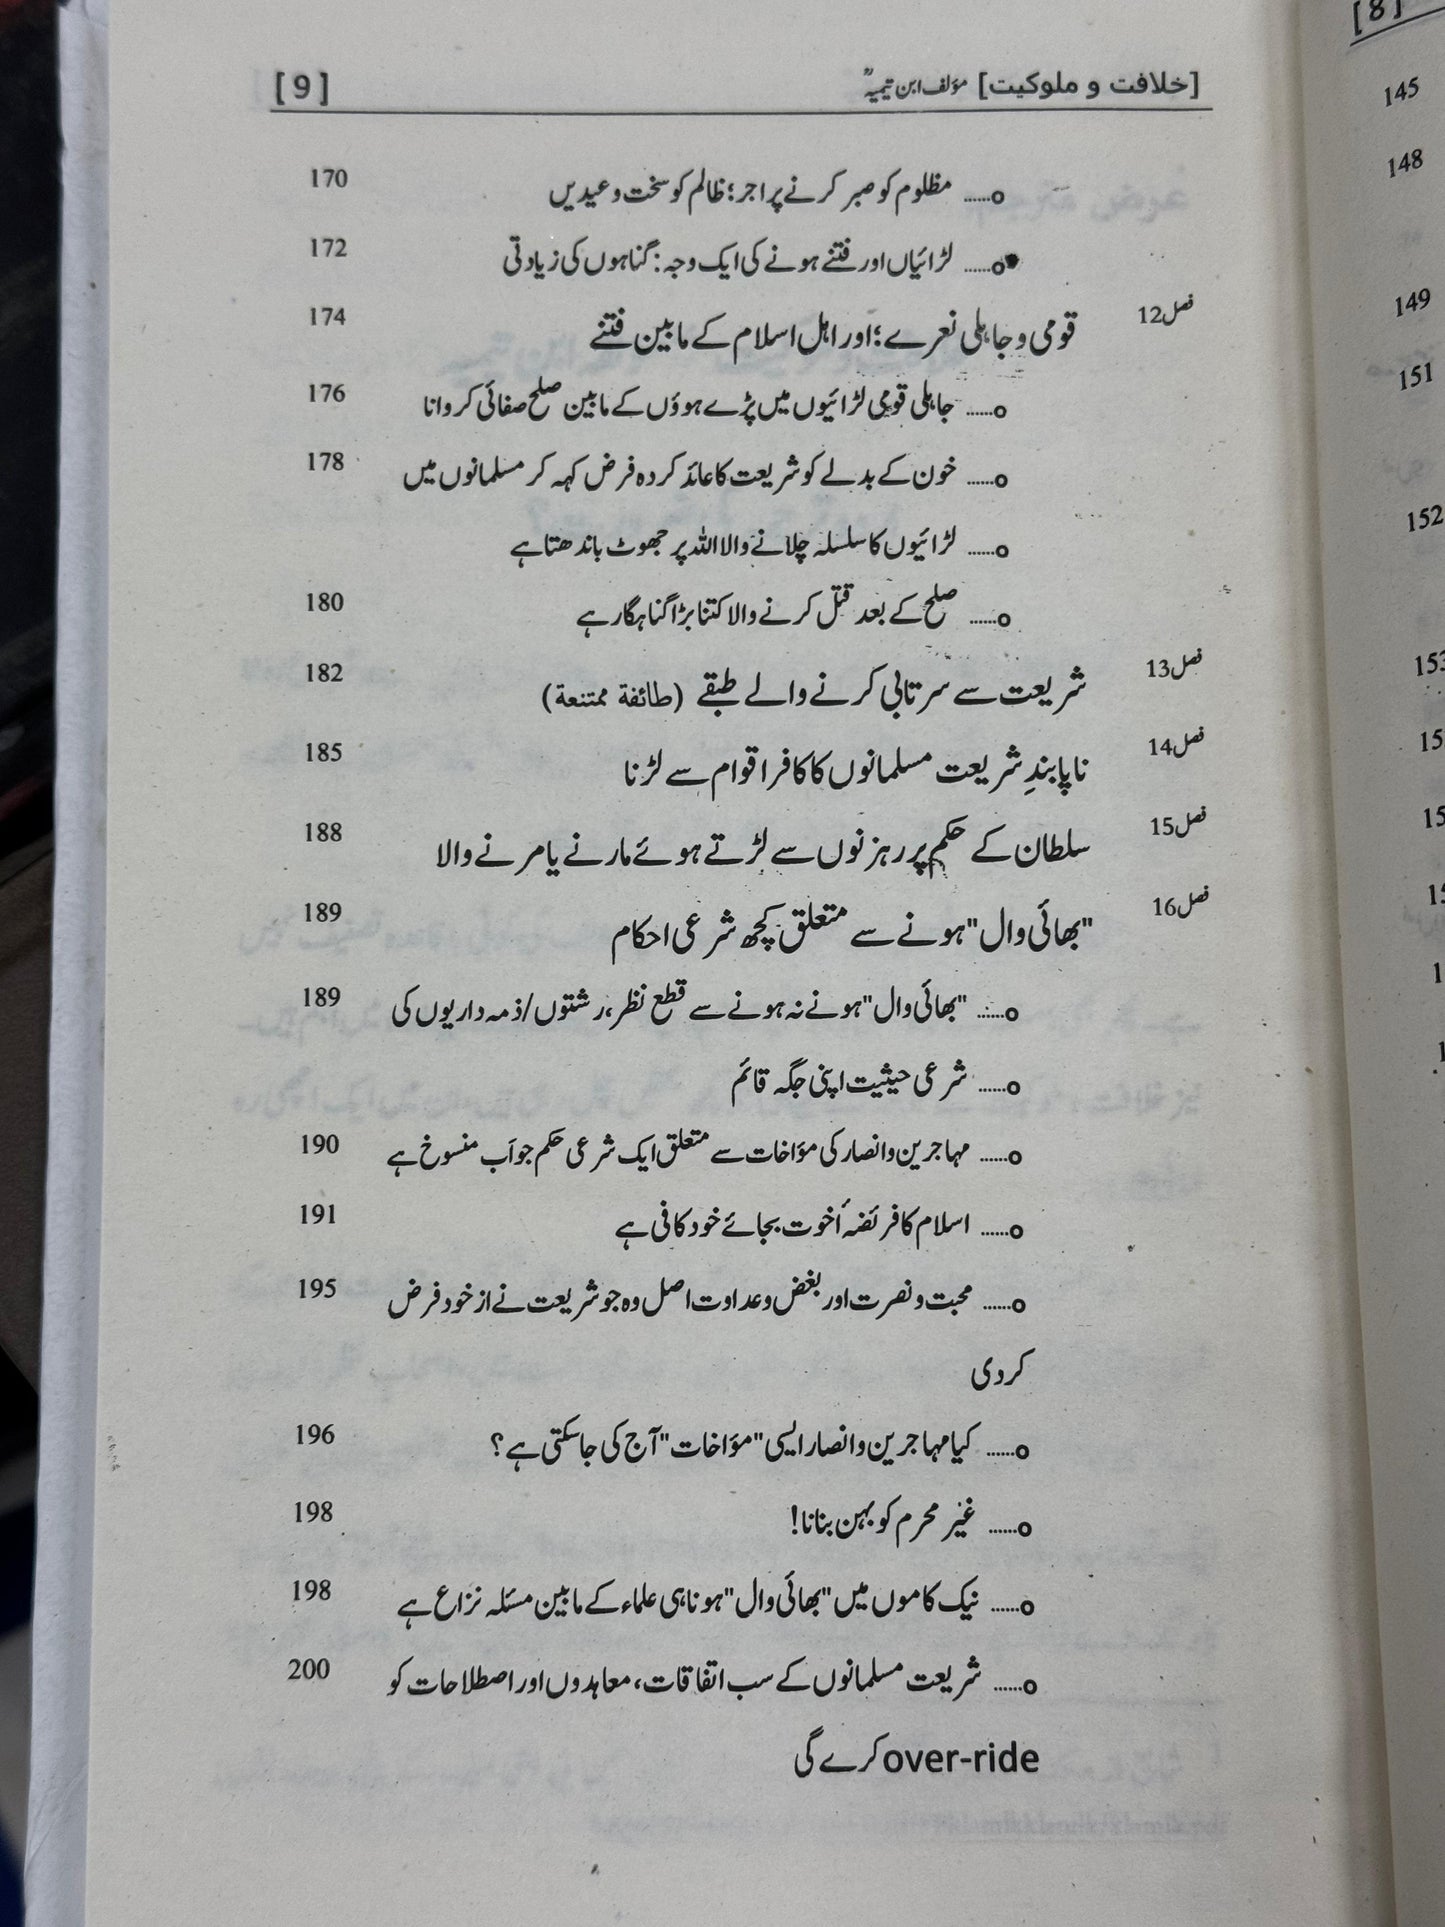 [خلافت و ملوکیت] مؤلف ابن تیمیہؒ [9]
o...... مظلوم کو صبر کرنے پر اجر؛ ظالم کو سخت وعیدیں 170
o...... لڑائیاں اور فتنے ہونے کی ایک وجہ: گناہوں کی زیادتی 172
فصل 12 قومی و جاہلی نعرے؛ اور اہل اسلام کے مابین فتنے 174
o...... جاہلی قومی لڑائیوں میں پڑے ہوؤں کے مابین صلح صفائی کروانا 176
o...... خون کے بدلے کو شریعت کا عائد کردہ فرض کہہ کر مسلمانوں میں 178
o...... لڑائیوں کا سلسلہ چلانے والا اللہ پر جھوٹ باندھتا ہے
o...... صلح کے بعد قتل کرنے والا کتنا بڑا گناہگار ہے 180
فصل 13 شریعت سے سرتابی کرنے والے طبقے (طائفة ممتنعة) 182
فصل 14 ناپابندِ شریعت مسلمانوں کا کافر اقوام سے لڑنا 185
فصل 15 سلطان کے حکم پر رہزنوں سے لڑتے ہوئے مارنے یا مرنے والا 188
فصل 16 "بھائی وال" ہونے سے متعلق کچھ شرعی احکام 189
o...... "بھائی وال" ہونے نہ ہونے سے قطع نظر، رشتوں/ذمہ داریوں کی 189
o...... شرعی حیثیت اپنی جگہ قائم
o...... مہاجرین و انصار کی مؤاخات سے متعلق ایک شرعی حکم جو اَب منسوخ ہے 190
o...... اسلام کا فریضۂ اُخوت بجائے خود کافی ہے 191
o...... محبت و نصرت اور بغض و عداوت اصل وہ جو شریعت نے از خود فرض 195
کر دی
o...... کیا مہاجرین و انصار ایسی "مؤاخات" آج کی جا سکتی ہے؟ 196
o...... غیر محرم کو بہن بنانا! 198
o...... نیک کاموں میں "بھائی وال" ہونا ہی علماء کے مابین مسئلہ نزاع ہے 198
o...... شریعت مسلمانوں کے سب اتفاقات، معاہدوں اور اصطلاحات کو 200
over-ride کرے گی
[8]
145
148
149
151
152